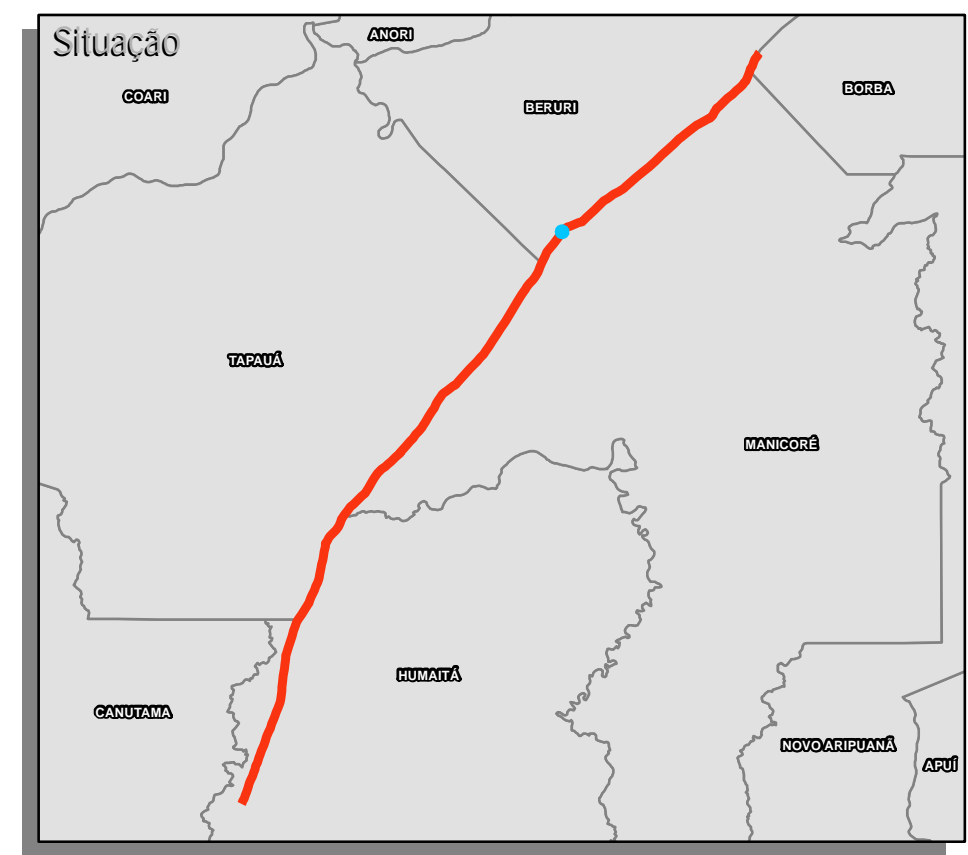 Situação
ANORI
COARI
BORBA
BERURI
TAPAUÁ
MANICORÉ
HUMAITÁ
CANUTAMA
NOVO ARIPUANÃ
APUÍ